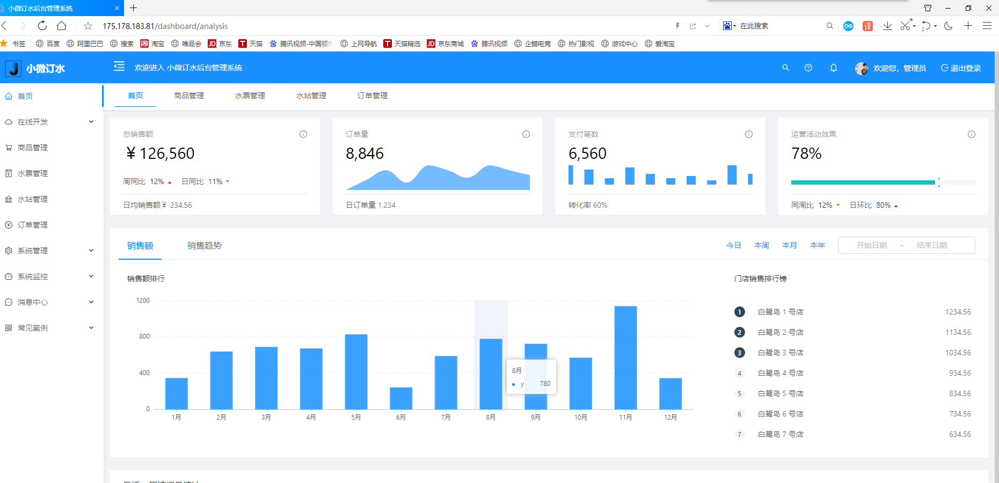 小微订水后台管理系统
175.178.183.81/dashboard/analysis
在此搜索
译
2
书签 百度 阿里巴巴 搜索 淘 淘宝 唯品会 JD 京东 T 天猫 腾讯视频-中国领 上网导航 T 天猫精选 JD 京东商城 腾讯视频 企鹅电竞 热门影视 游戏中心 爱淘宝
小微订水
欢迎进入 小微订水后台管理系统
欢迎您，管理员
退出登录
首页
在线开发
商品管理
水票管理
水站管理
订单管理
系统管理
系统监控
消息中心
常见案例
首页 商品管理 水票管理 水站管理 订单管理
总销售额
￥126,560
周同比 12% 日同比 11%
日均销售额￥ 234.56
订单量
8,846
日订单量 1,234
支付笔数
6,560
转化率 60%
运营活动效果
78%
同周比 12% 日环比 80%
销售额 销售趋势
今日 本周 本月 本年 开始日期 ~ 结束日期
销售额排行
1200
800
400
0
1月 2月 3月 4月 5月 6月 7月 8月 9月 10月 11月 12月
8月
y 780
门店销售排行榜
1 白鹭岛 1 号店 1234.56
2 白鹭岛 2 号店 1134.56
3 白鹭岛 3 号店 1034.56
4 白鹭岛 4 号店 934.56
5 白鹭岛 5 号店 834.56
6 白鹭岛 6 号店 734.56
7 白鹭岛 7 号店 634.56